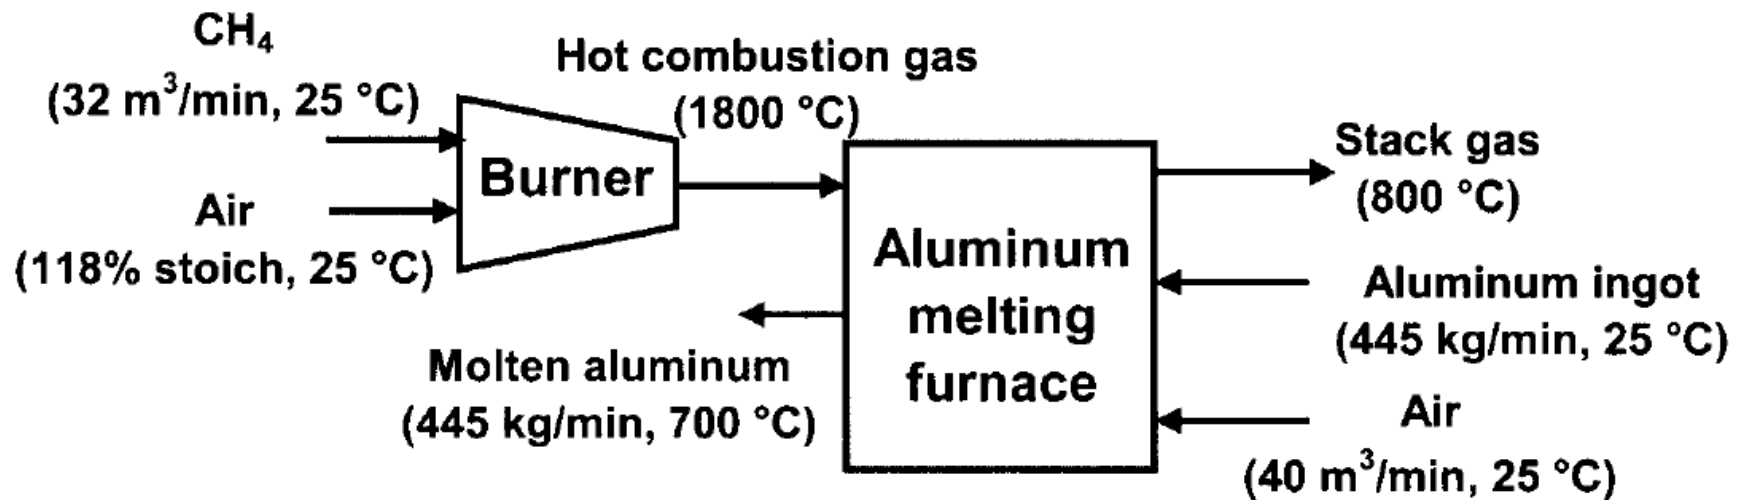 CH₄
(32 m³/min, 25 °C)
Hot combustion gas
(1800 °C)
Burner
Air
(118% stoich, 25 °C)
Stack gas
(800 °C)
Aluminum
melting
furnace
Aluminum ingot
(445 kg/min, 25 °C)
Molten aluminum
(445 kg/min, 700 °C)
Air
(40 m³/min, 25 °C)